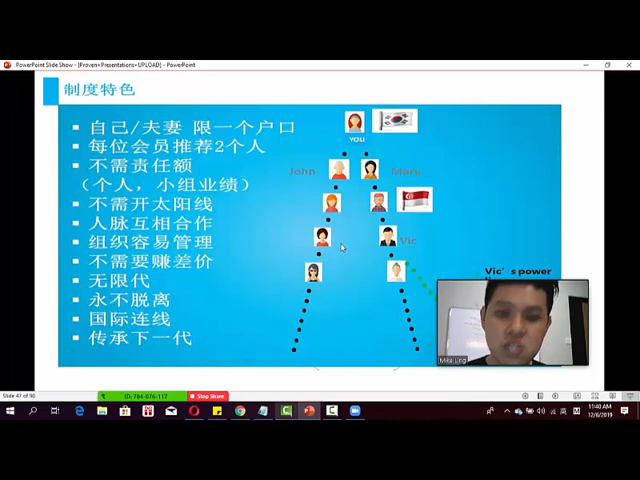 PowerPoint Slide Show - [Proven+Presentations+UPLOAD] - PowerPoint
制度特色
自己/夫妻 限一个户口
每位会员推荐2个人
不需责任额
（个人，小组业绩）
不需开太阳线
人脉互相合作
组织容易管理
不需要赚差价
无限代
永不脱离
国际连线
传承下一代
YOU
John
Mary
Vic
Vic's power
Mike Ling
Slide 47 of 90
ID: 784-076-117
Stop Share
11:40 AM
12/6/2019